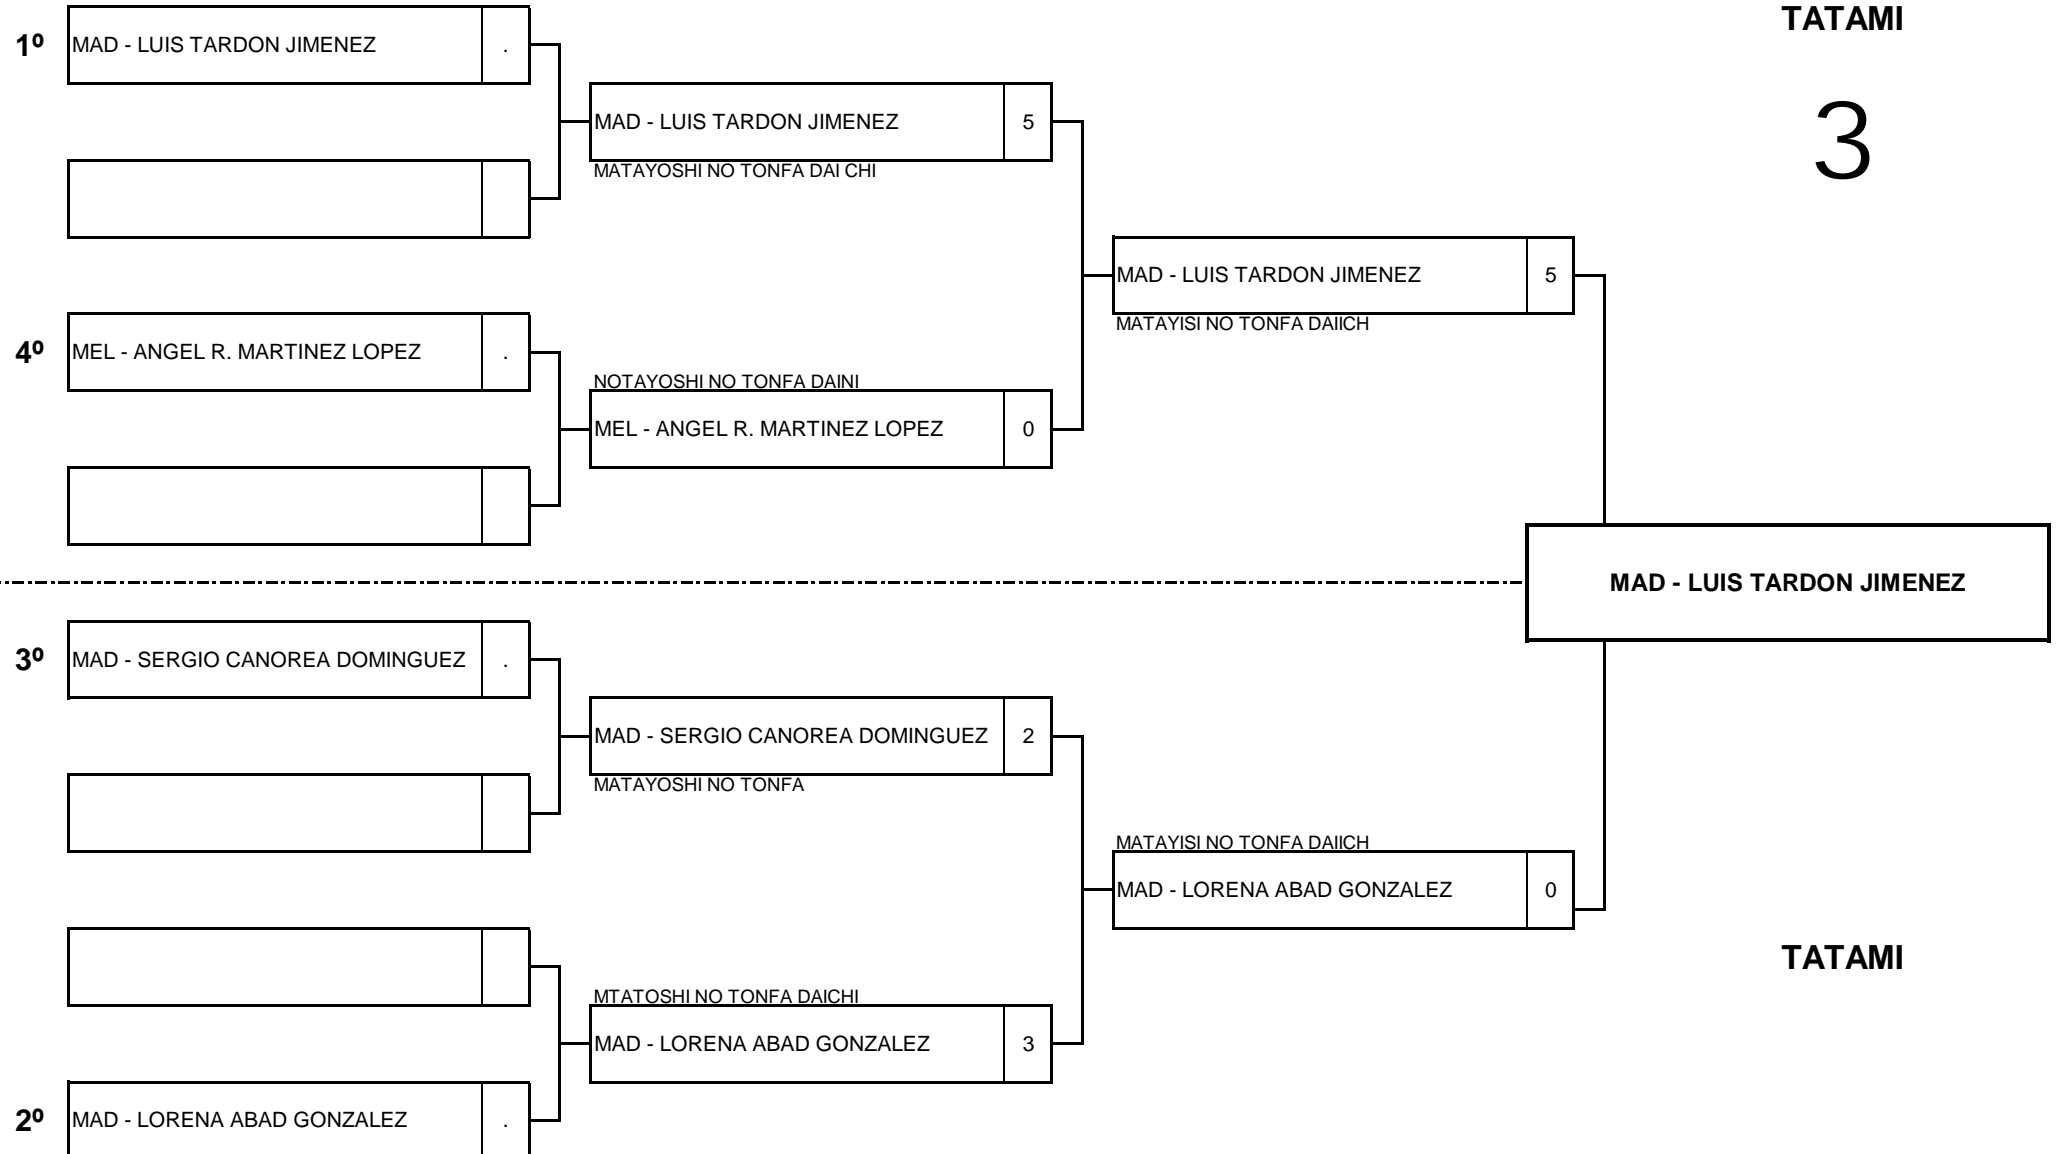 TATAMI
1º MAD - LUIS TARDON JIMENEZ .
MAD - LUIS TARDON JIMENEZ 5
3
MATAYOSHI NO TONFA DAI CHI
MAD - LUIS TARDON JIMENEZ 5
MATAYISI NO TONFA DAIICH
4º MEL - ANGEL R. MARTINEZ LOPEZ .
NOTAYOSHI NO TONFA DAINI
MEL - ANGEL R. MARTINEZ LOPEZ 0
MAD - LUIS TARDON JIMENEZ
3º MAD - SERGIO CANOREA DOMINGUEZ .
MAD - SERGIO CANOREA DOMINGUEZ 2
MATAYOSHI NO TONFA
MATAYISI NO TONFA DAIICH
MAD - LORENA ABAD GONZALEZ 0
TATAMI
MTATOSHI NO TONFA DAICHI
MAD - LORENA ABAD GONZALEZ 3
2º MAD - LORENA ABAD GONZALEZ .